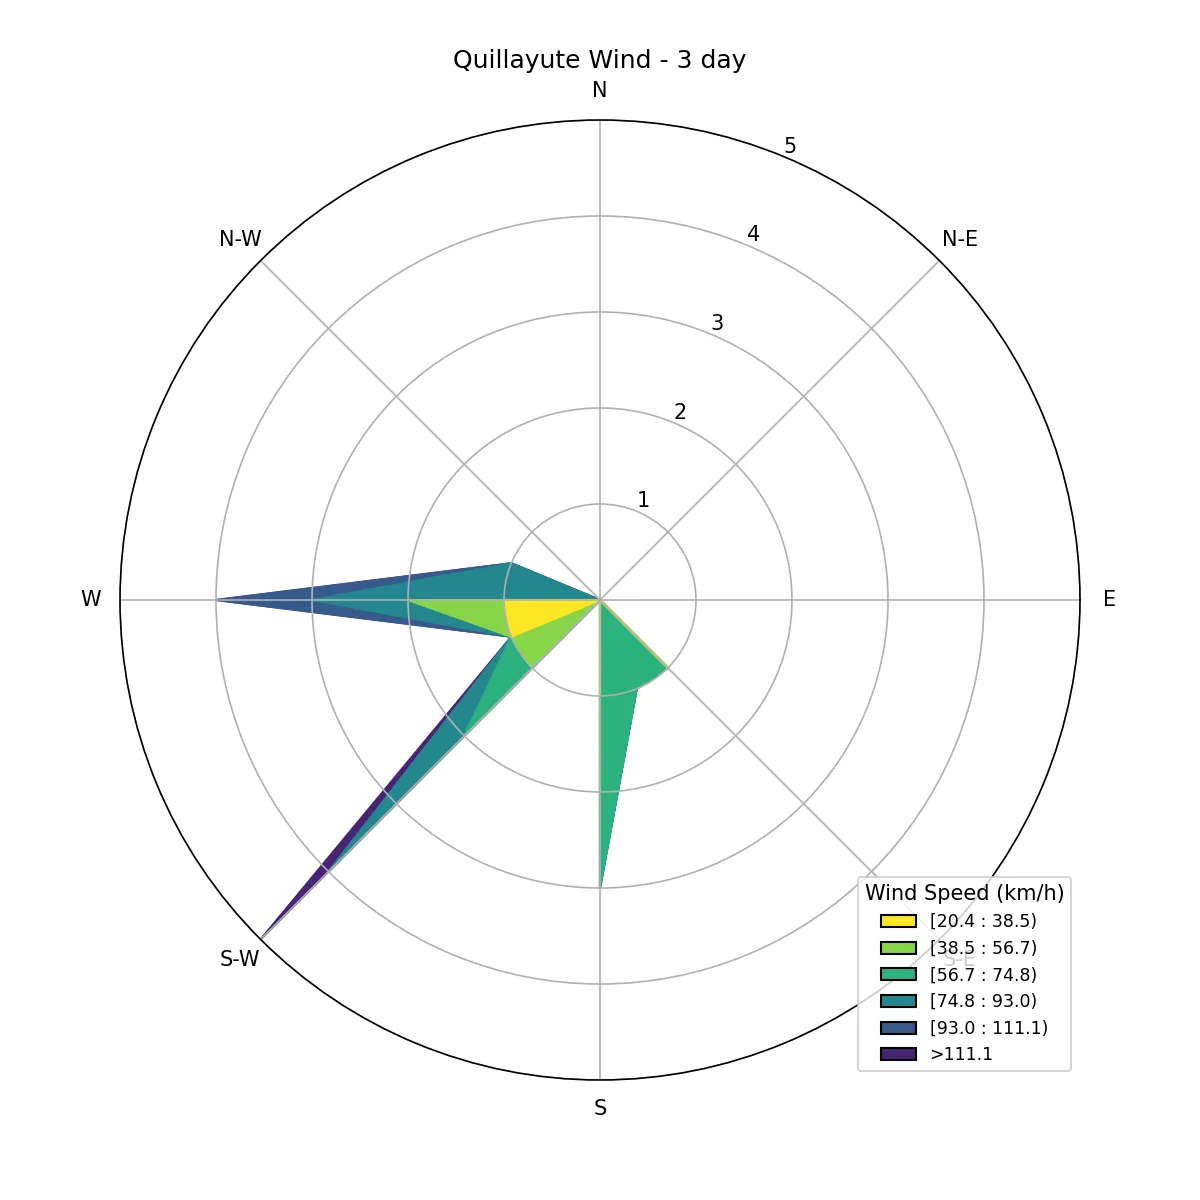 Quillayute Wind - 3 day
N
5
N-W
4
N-E
3
2
1
W
E
Wind Speed (km/h)
[20.4 : 38.5)
[38.5 : 56.7)
S-W
S-E
[56.7 : 74.8)
[74.8 : 93.0)
[93.0 : 111.1)
>111.1
S